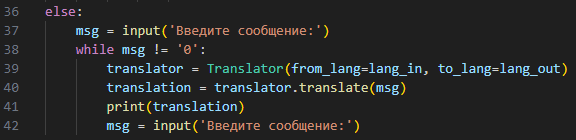 36 else:
37 msg = input('Введите сообщение:')
38 while msg != '0':
39 translator = Translator(from_lang=lang_in, to_lang=lang_out)
40 translation = translator.translate(msg)
41 print(translation)
42 msg = input('Введите сообщение:')